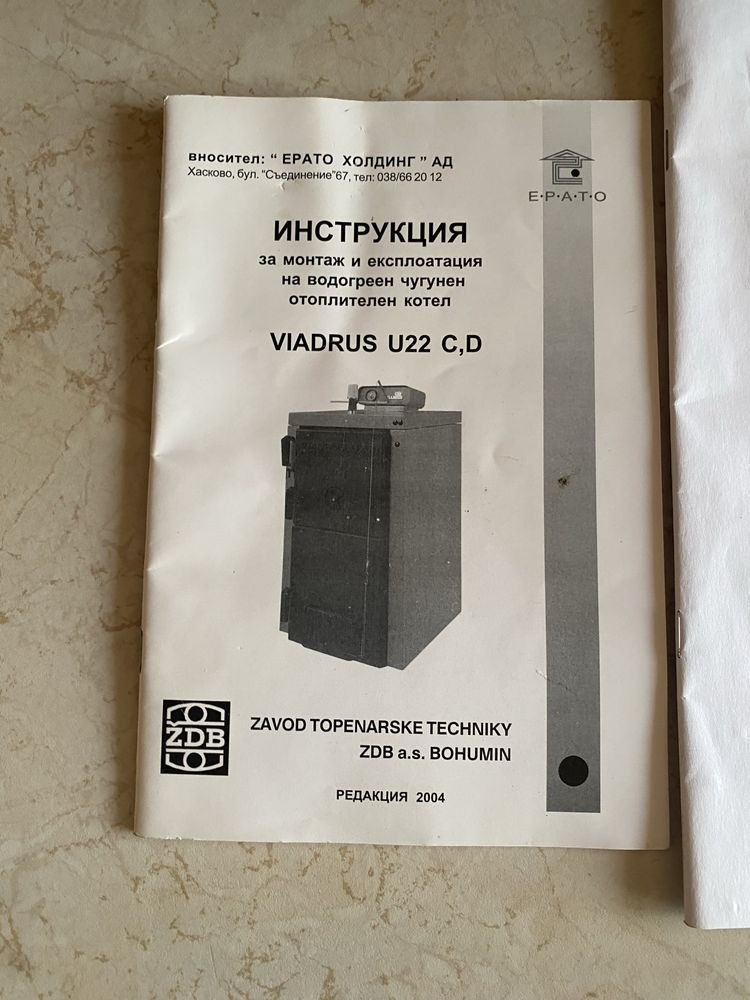 вносител: “ ЕРАТО ХОЛДИНГ ” АД
Хасково, бул. “Съединение”67, тел: 038/66 20 12
Е·Р·А·Т·О
ИНСТРУКЦИЯ
за монтаж и експлоатация
на водогреен чугунен
отоплителен котел
VIADRUS U22 C,D
ŽDB
ZAVOD TOPENARSKE TECHNIKY
ZDB a.s. BOHUMIN
РЕДАКЦИЯ 2004